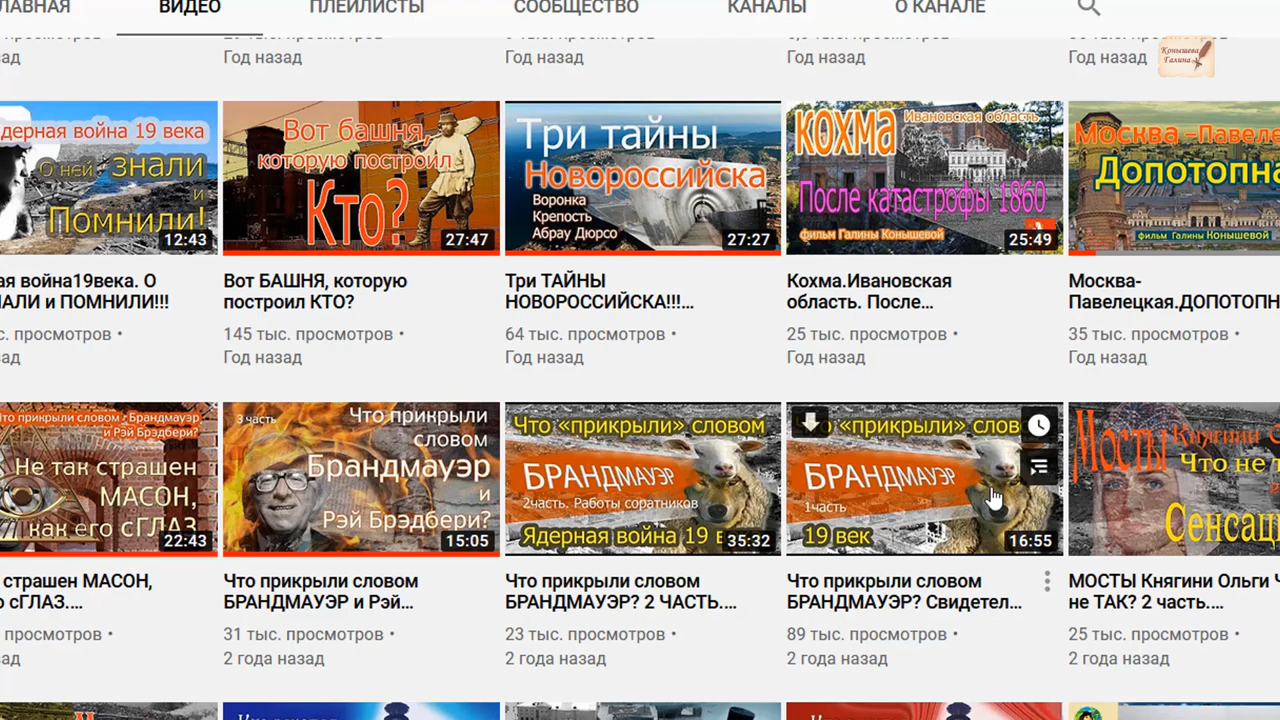 ЛАВНАЯ ВИДЕО ПЛЕЙЛИСТЫ СООБЩЕСТВО КАНАЛЫ О КАНАЛЕ
зад Год назад Год назад Год назад Год назад
Конышева
Галина
дерная война 19 века
О ней знали
и
Помнили!
12:43
Вот башня,
которую построил
Кто?
27:47
Три тайны
Новороссийска
Воронка
Крепость
Абрау Дюрсо
27:27
кохма Ивановская область
После катастрофы 1860
фильм Галины Конышевой
25:49
Москва –Павеле
Допотопна
фильм Галины Конышевой
ая война19века. О
НАЛИ и ПОМНИЛИ!!!
с. просмотров •
зад
Вот БАШНЯ, которую
построил КТО?
145 тыс. просмотров •
Год назад
Три ТАЙНЫ
НОВОРОССИЙСКА!!!...
64 тыс. просмотров •
Год назад
Кохма.Ивановская
область. После...
25 тыс. просмотров •
Год назад
Москва-
Павелецкая.ДОПОТОПН
35 тыс. просмотров •
Год назад
Что прикрыли словом - Брандмауэр
и Рэй Брэдбери?
Не так страшен
МАСОН,
как его сГЛАЗ
22:43
3 часть
Что прикрыли
словом
Брандмауэр
и
Рэй Брэдбери?
15:05
Что «прикрыли» словом
БРАНДМАУЭР
2часть. Работы соратников
Ядерная война 19 в
35:32
о «прикрыли» слов
БРАНДМАУЭР
1часть
19 век
16:55
Мосты Княгини О
Что не т
Сенсаци
страшен МАСОН,
о сГЛАЗ....
просмотров •
зад
Что прикрыли словом
БРАНДМАУЭР и Рэй...
31 тыс. просмотров •
2 года назад
Что прикрыли словом
БРАНДМАУЭР? 2 ЧАСТЬ....
23 тыс. просмотров •
2 года назад
Что прикрыли словом
БРАНДМАУЭР? Свидетел...
89 тыс. просмотров •
2 года назад
МОСТЫ Княгини Ольги Ч
не ТАК? 2 часть....
25 тыс. просмотров •
2 года назад